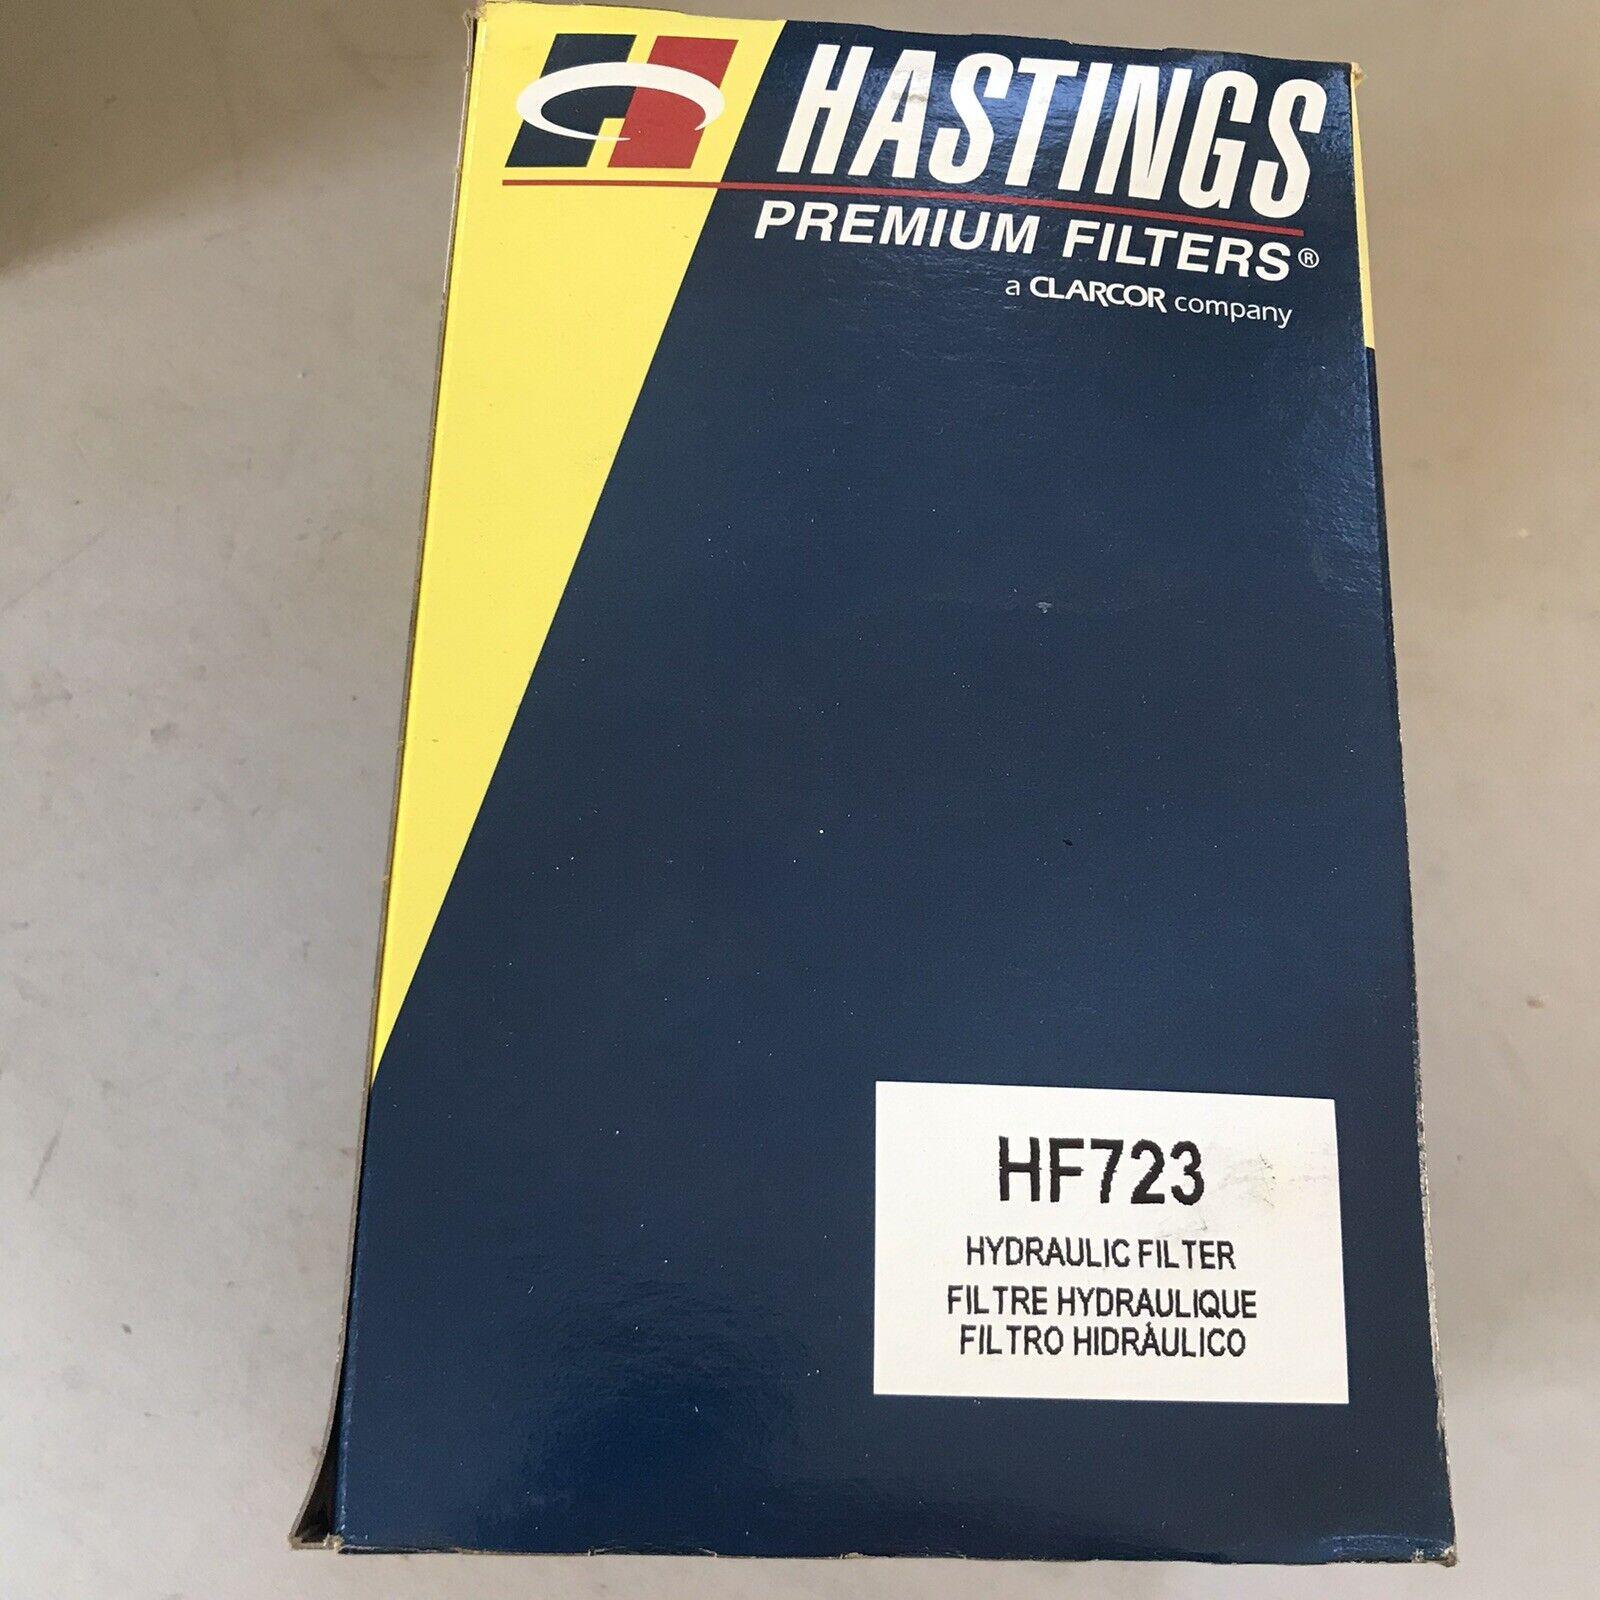 HASTINGS
PREMIUM FILTERS®
a CLARCOR company
HF723
HYDRAULIC FILTER
FILTRE HYDRAULIQUE
FILTRO HIDRÁULICO